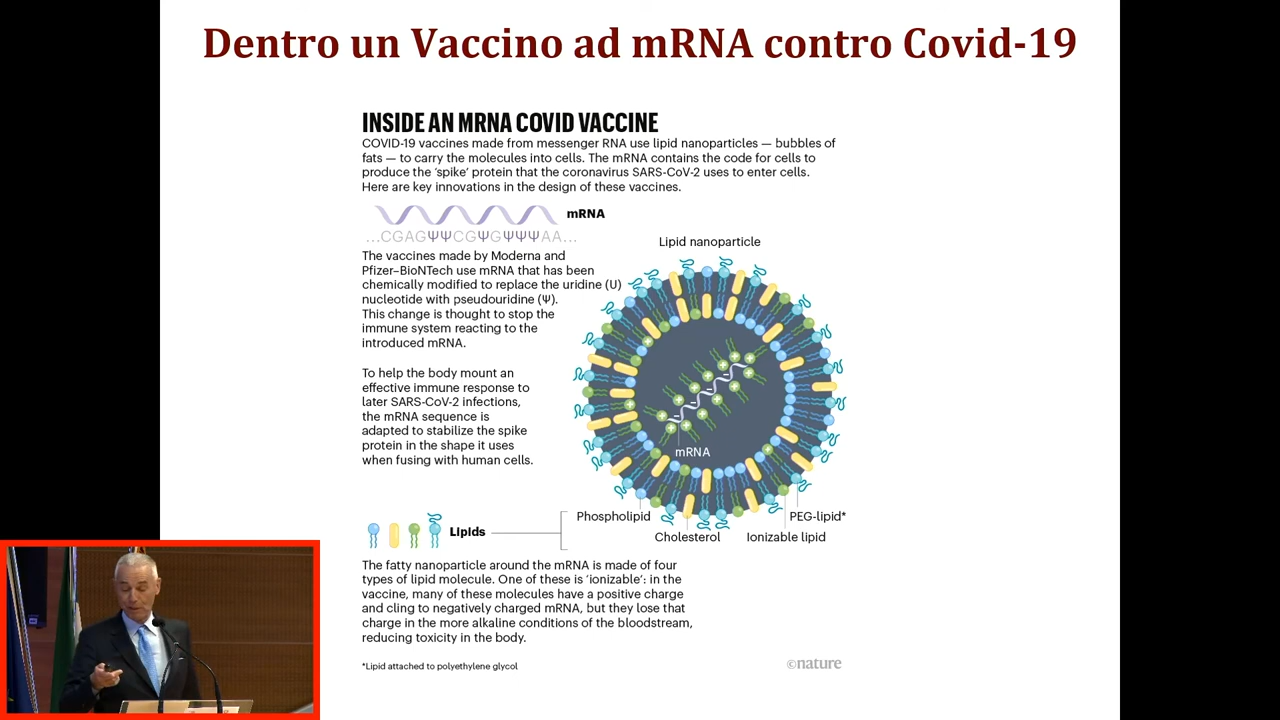 Dentro un Vaccino ad mRNA contro Covid-19
INSIDE AN MRNA COVID VACCINE
COVID-19 vaccines made from messenger RNA use lipid nanoparticles — bubbles of
fats — to carry the molecules into cells. The mRNA contains the code for cells to
produce the ‘spike’ protein that the coronavirus SARS-CoV-2 uses to enter cells.
Here are key innovations in the design of these vaccines.
mRNA
...CGAGΨΨCGΨGΨΨΨAA...
The vaccines made by Moderna and
Pfizer–BioNTech use mRNA that has been
chemically modified to replace the uridine (U)
nucleotide with pseudouridine (Ψ).
This change is thought to stop the
immune system reacting to the
introduced mRNA.
To help the body mount an
effective immune response to
later SARS-CoV-2 infections,
the mRNA sequence is
adapted to stabilize the spike
protein in the shape it uses
when fusing with human cells.
Lipid nanoparticle
mRNA
Phospholipid
Cholesterol
Ionizable lipid
PEG-lipid*
Lipids
The fatty nanoparticle around the mRNA is made of four
types of lipid molecule. One of these is ‘ionizable’: in the
vaccine, many of these molecules have a positive charge
and cling to negatively charged mRNA, but they lose that
charge in the more alkaline conditions of the bloodstream,
reducing toxicity in the body.
*Lipid attached to polyethylene glycol
©nature